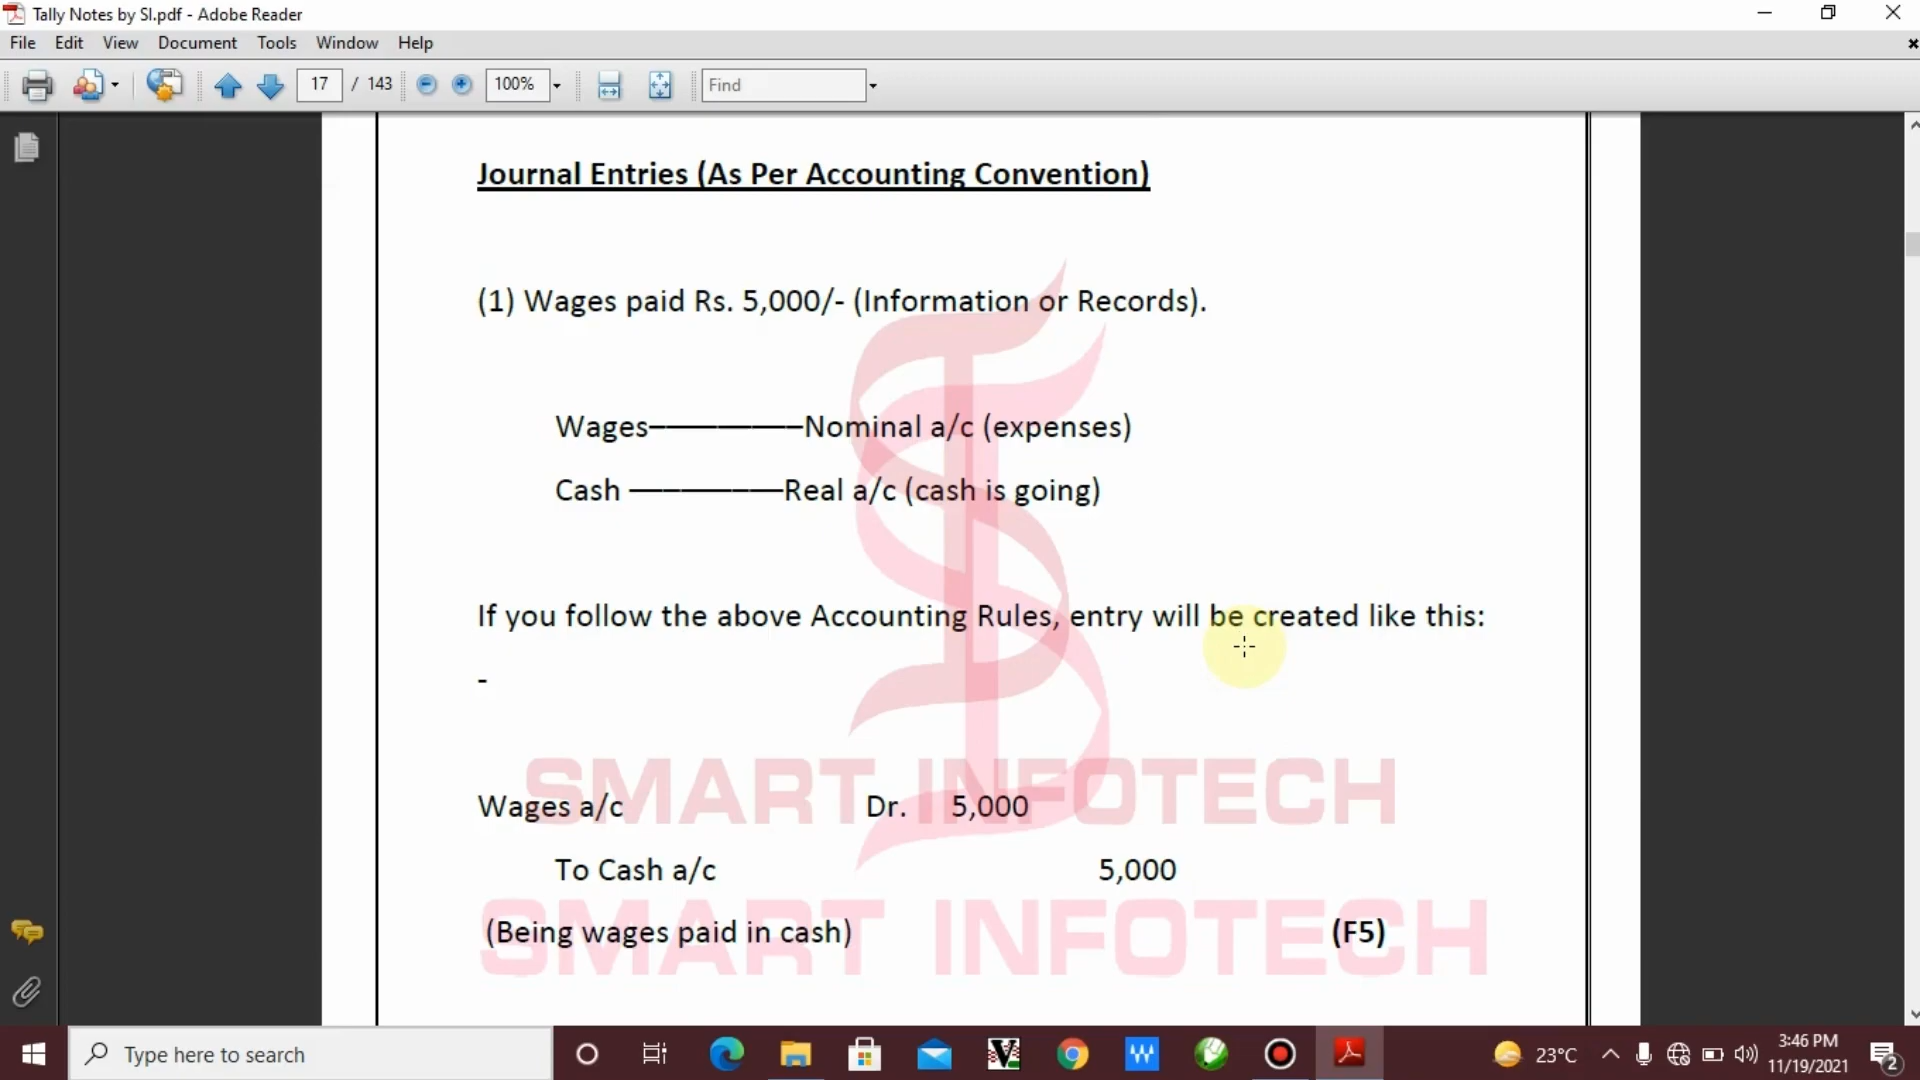 Tally Notes by SI.pdf - Adobe Reader
File Edit View Document Tools Window Help
17 / 143 100% Find
Journal Entries (As Per Accounting Convention)
(1) Wages paid Rs. 5,000/- (Information or Records).
Wages—————Nominal a/c (expenses)
Cash —————Real a/c (cash is going)
If you follow the above Accounting Rules, entry will be created like this:
-
SMART INFOTECH
Wages a/c Dr. 5,000
To Cash a/c 5,000
SMART INFOTECH
(Being wages paid in cash) (F5)
Type here to search
23°C
3:46 PM
11/19/2021
2